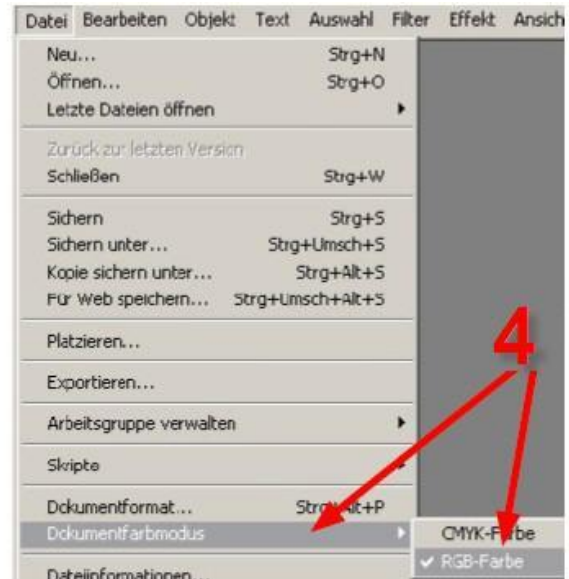 Datei Bearbeiten Objekt Text Auswahl Filter Effekt Ansich
Neu... Strg+N
Öffnen... Strg+O
Letzte Dateien öffnen
Zurück zur letzten Version
Schließen Strg+W
Sichern Strg+S
Sichern unter... Strg+Umsch+S
Kopie sichern unter... Strg+Alt+S
Für Web speichern... Strg+Umsch+Alt+S
4
Platzieren...
Exportieren...
Arbeitsgruppe verwalten
Skripte
Dokumentformat... Strg+Alt+P
Dokumentfarbmodus CMYK-Farbe
RGB-Farbe
Dateiinformationen...